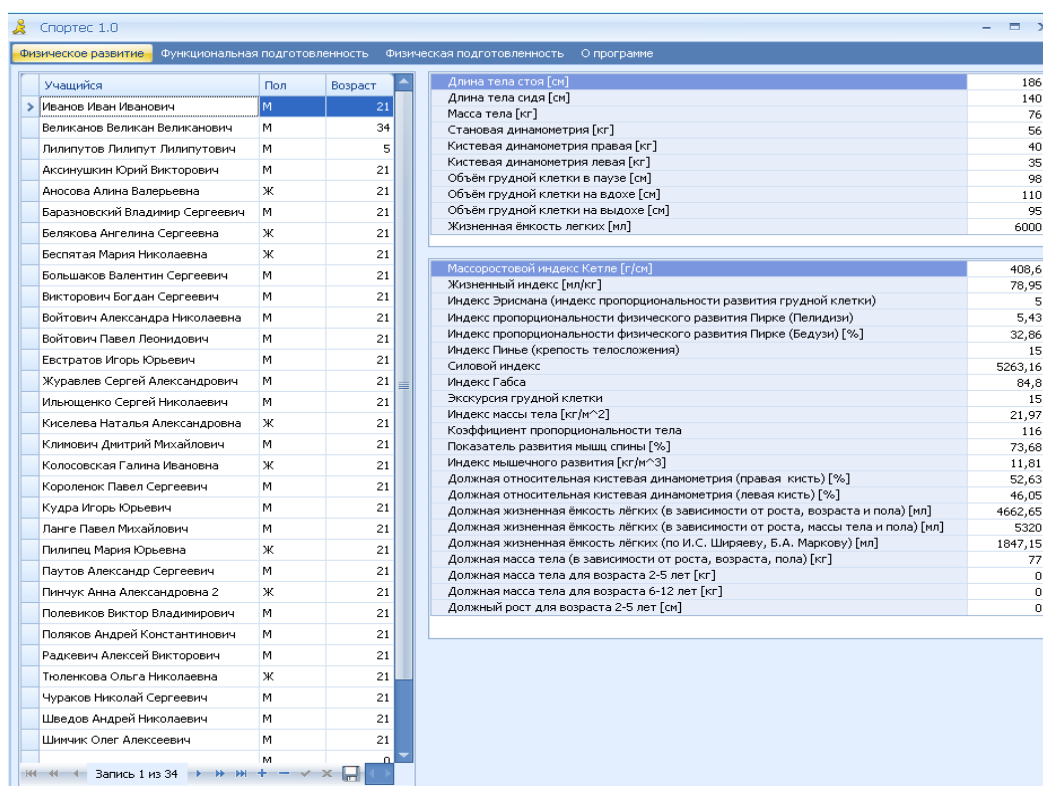 Спортес 1.0
Физическое развитие Функциональная подготовленность Физическая подготовленность О программе
Учащийся Пол Возраст
Иванов Иван Иванович М 21
Великанов Великан Великанович М 34
Лилипутов Лилипут Лилипутович М 5
Аксинушкин Юрий Викторович М 21
Аносова Алина Валерьевна Ж 21
Баразновский Владимир Сергеевич М 21
Белякова Ангелина Сергеевна Ж 21
Беспятая Мария Николаевна Ж 21
Большаков Валентин Сергеевич М 21
Викторович Богдан Сергеевич М 21
Войтович Александра Николаевна М 21
Войтович Павел Леонидович М 21
Евстратов Игорь Юрьевич М 21
Журавлев Сергей Александрович М 21
Ильющенко Сергей Николаевич М 21
Киселева Наталья Александровна Ж 21
Климович Дмитрий Михайлович М 21
Колосовская Галина Ивановна Ж 21
Короленок Павел Сергеевич М 21
Кудра Игорь Юрьевич М 21
Ланге Павел Михайлович М 21
Пилипец Мария Юрьевна Ж 21
Паутов Александр Сергеевич М 21
Пинчук Анна Александровна 2 Ж 21
Полевиков Виктор Владимирович М 21
Поляков Андрей Константинович М 21
Радкевич Алексей Викторович М 21
Тюленкова Ольга Николаевна Ж 21
Чураков Николай Сергеевич М 21
Шведов Андрей Николаевич М 21
Шимчик Олег Алексеевич М 21
М 0
Запись 1 из 34
Длина тела стоя [см] 186
Длина тела сидя [см] 140
Масса тела [кг] 76
Становая динамометрия [кг] 56
Кистевая динамометрия правая [кг] 40
Кистевая динамометрия левая [кг] 35
Объём грудной клетки в паузе [см] 98
Объём грудной клетки на вдохе [см] 110
Объём грудной клетки на выдохе [см] 95
Жизненная ёмкость легких [мл] 6000
Массоростовой индекс Кетле [г/см] 408,6
Жизненный индекс [мл/кг] 78,95
Индекс Эрисмана (индекс пропорциональности развития грудной клетки) 5
Индекс пропорциональности физического развития Пирке (Пелидизи) 5,43
Индекс пропорциональности физического развития Пирке (Бедузи) [%] 32,86
Индекс Пинье (крепость телосложения) 15
Силовой индекс 5263,16
Индекс Габса 84,8
Экскурсия грудной клетки 15
Индекс массы тела [кг/м^2] 21,97
Коэффициент пропорциональности тела 116
Показатель развития мышц спины [%] 73,68
Индекс мышечного развития [кг/м^3] 11,81
Должная относительная кистевая динамометрия (правая кисть) [%] 52,63
Должная относительная кистевая динамометрия (левая кисть) [%] 46,05
Должная жизненная ёмкость лёгких (в зависимости от роста, возраста и пола) [мл] 4662,65
Должная жизненная ёмкость лёгких (в зависимости от роста, массы тела и пола) [мл] 5320
Должная жизненная ёмкость лёгких (по И.С. Ширяеву, Б.А. Маркову) [мл] 1847,15
Должная масса тела (в зависимости от роста, возраста, пола) [кг] 77
Должная масса тела для возраста 2-5 лет [кг] 0
Должная масса тела для возраста 6-12 лет [кг] 0
Должный рост для возраста 2-5 лет [см] 0